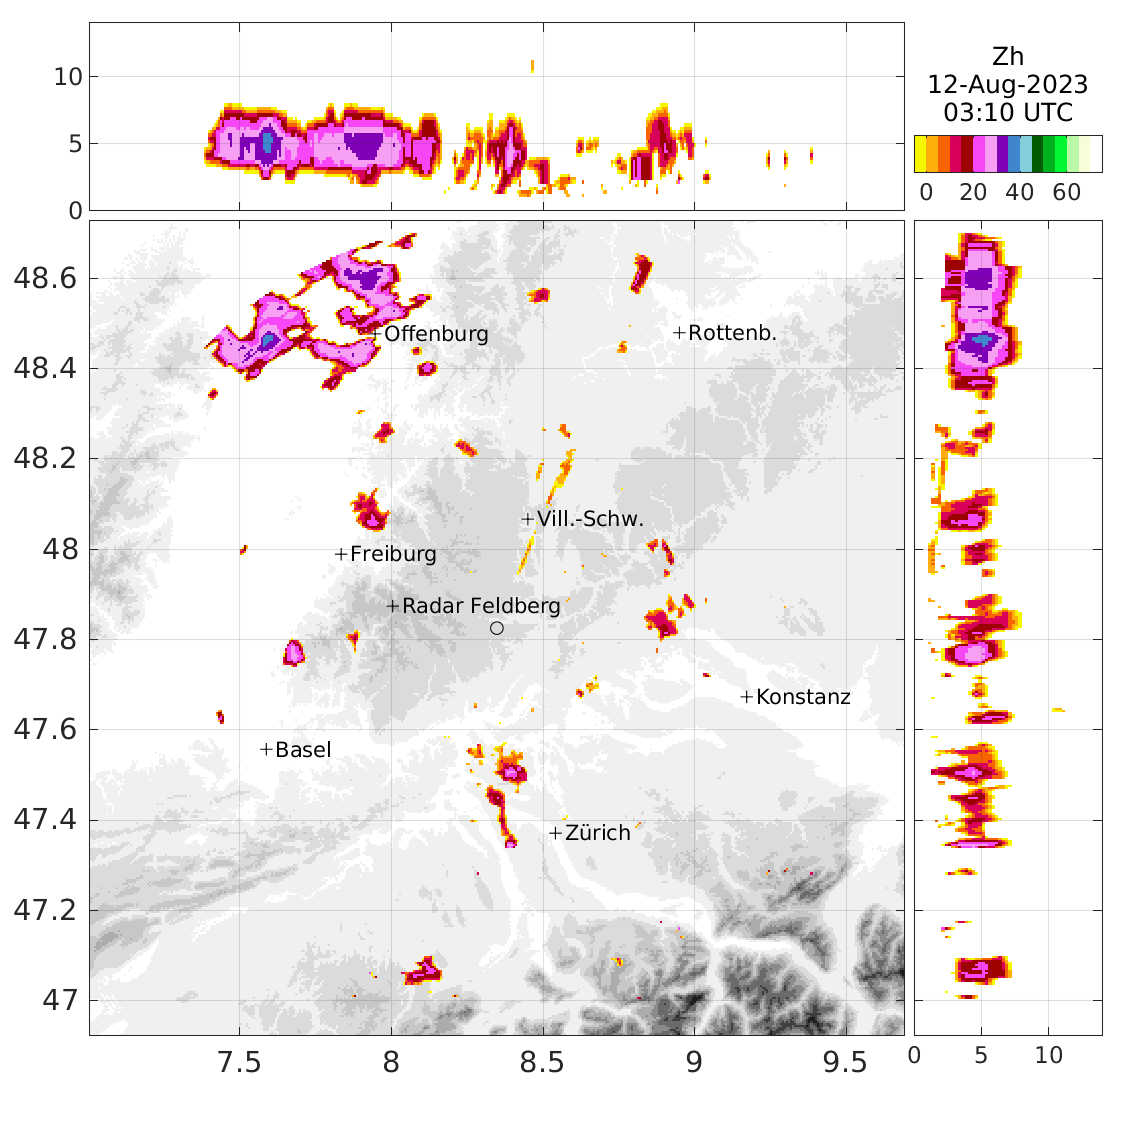 10
5
0
Zh
12-Aug-2023
03:10 UTC
0 20 40 60
48.6
48.4
48.2
48
47.8
47.6
47.4
47.2
47
+Offenburg
+Rottenb.
+Vill.-Schw.
+Freiburg
+Radar Feldberg
+Konstanz
+Basel
+Zürich
7.5 8 8.5 9 9.5
0 5 10